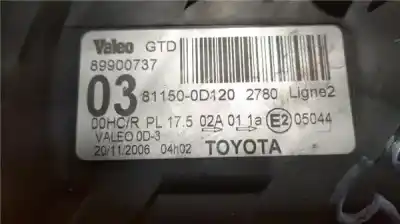 Valeo GTD
89900737
03 81150-0D120 2780 Ligne2
00HC/R PL 17.5 02A 01 1a E2 05044
VALEO 0D-3
20/11/2006 04h02 TOYOTA